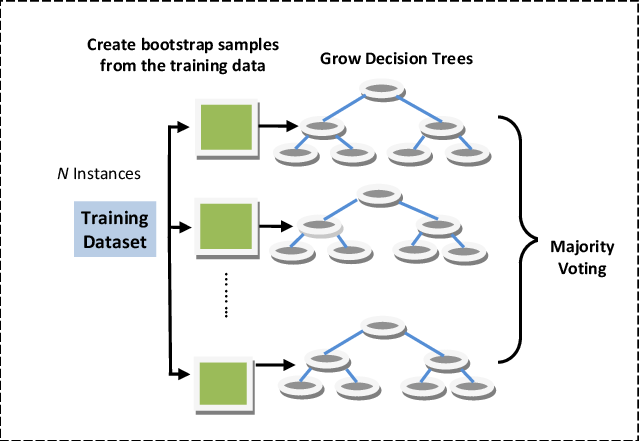 Create bootstrap samples
from the training data
Grow Decision Trees
N Instances
Training
Dataset
Majority
Voting